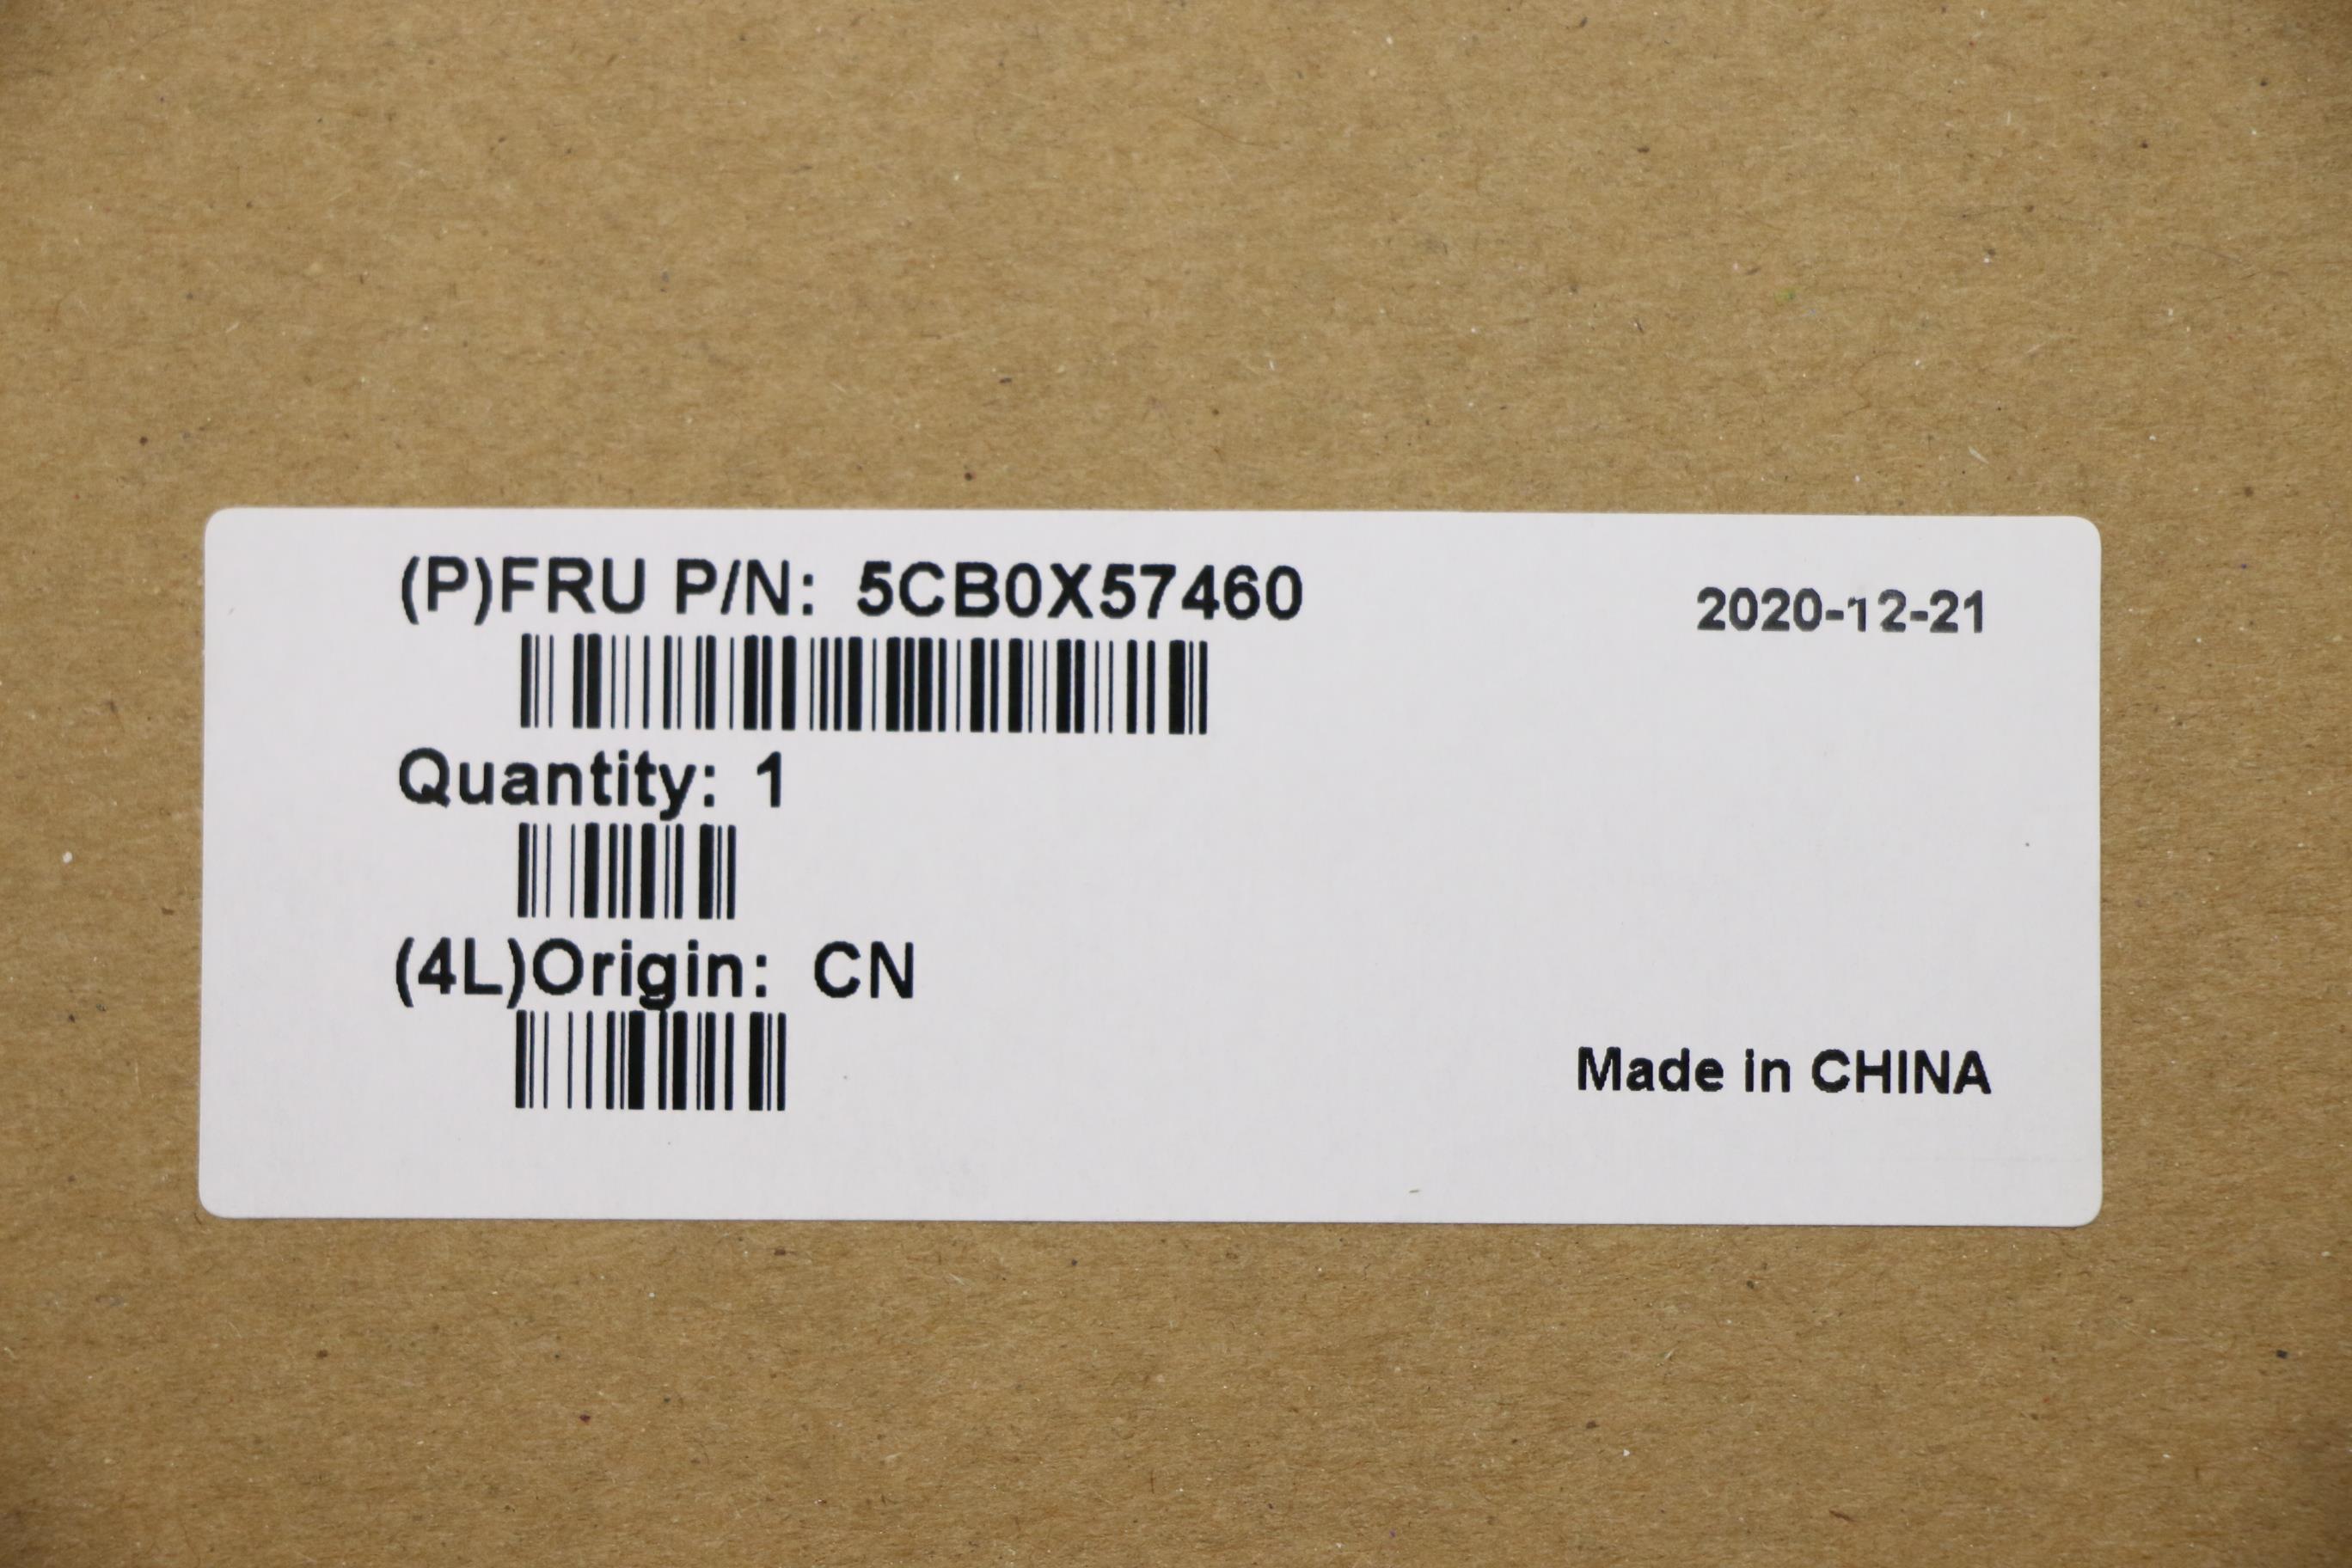 (P)FRU P/N: 5CB0X57460
2020-12-21
Quantity: 1
(4L)Origin: CN
Made in CHINA